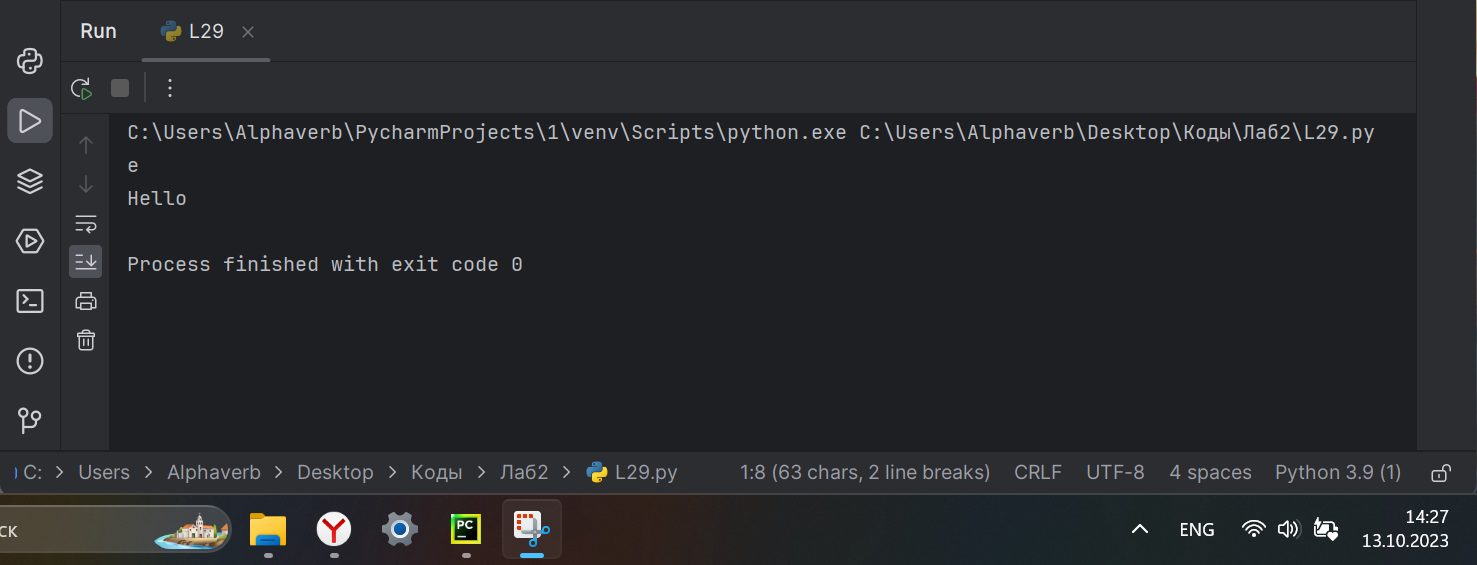 Run L29
C:\Users\Alphaverb\PycharmProjects\1\venv\Scripts\python.exe C:\Users\Alphaverb\Desktop\Коды\Лаб2\L29.py
e
Hello
Process finished with exit code 0
C: > Users > Alphaverb > Desktop > Коды > Лаб2 > L29.py 1:8 (63 chars, 2 line breaks) CRLF UTF-8 4 spaces Python 3.9 (1)
ск PC ENG 14:27
13.10.2023